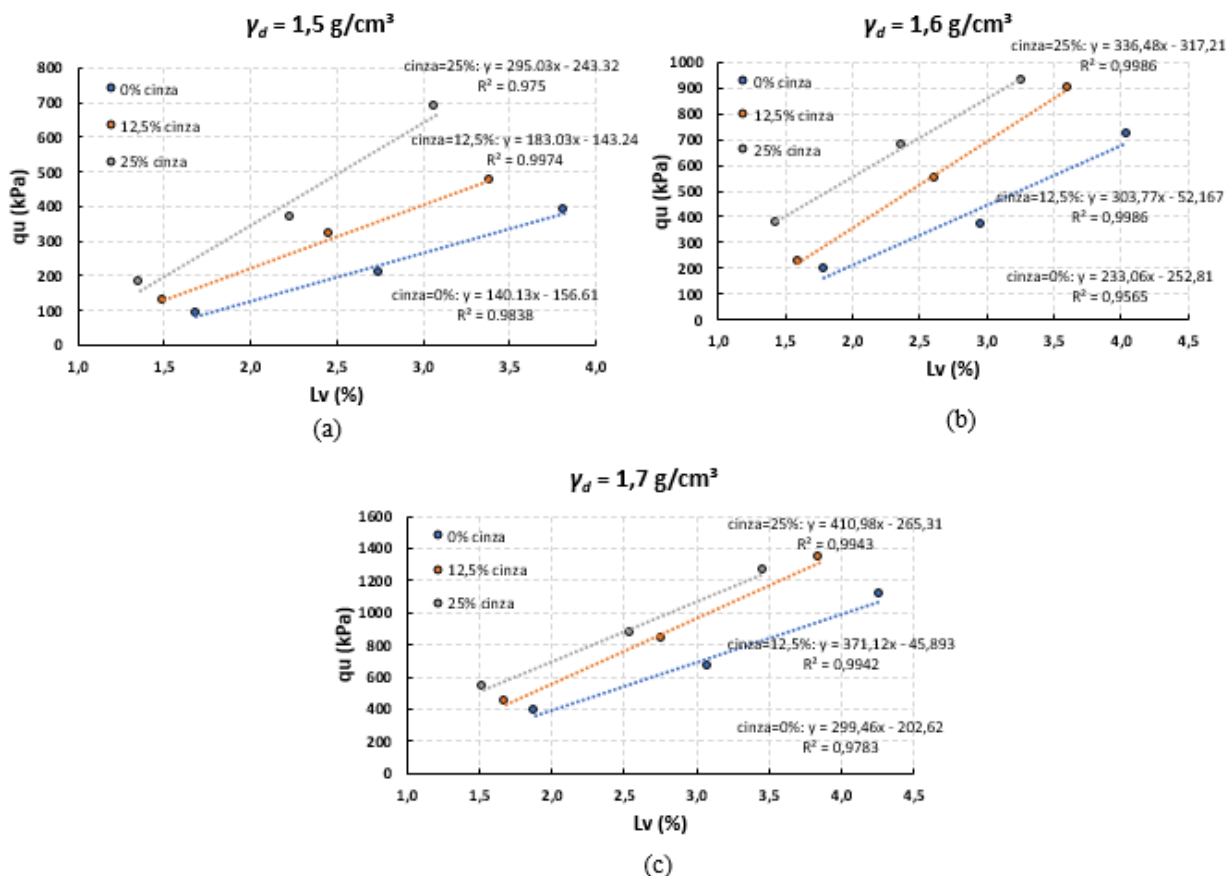 γd = 1,5 g/cm³
800
700
600
500
400
300
200
100
0
qu (kPa)
0% cinza
12,5% cinza
25% cinza
cinza=25%: y = 295.03x - 243.32
R² = 0.975
cinza=12,5%: y = 183.03x - 143.24
R² = 0.9974
cinza=0%: y = 140.13x - 156.61
R² = 0.9838
1,0 1,5 2,0 2,5 3,0 3,5 4,0
Lv (%)
(a)
γd = 1,6 g/cm³
1000
900
800
700
600
500
400
300
200
100
0
qu (kPa)
0% cinza
12,5% cinza
25% cinza
cinza=25%: y = 336,48x - 317,21
R² = 0,9986
cinza=12,5%: y = 303,77x - 52,167
R² = 0,9986
cinza=0%: y = 233,06x - 252,81
R² = 0,9565
1,0 1,5 2,0 2,5 3,0 3,5 4,0 4,5
Lv (%)
(b)
γd = 1,7 g/cm³
1600
1400
1200
1000
800
600
400
200
0
qu (kPa)
0% cinza
12,5% cinza
25% cinza
cinza=25%: y = 410,98x - 265,31
R² = 0,9943
cinza=12,5%: y = 371,12x - 45,893
R² = 0,9942
cinza=0%: y = 299,46x - 202,62
R² = 0,9783
1,0 1,5 2,0 2,5 3,0 3,5 4,0 4,5
Lv (%)
(c)